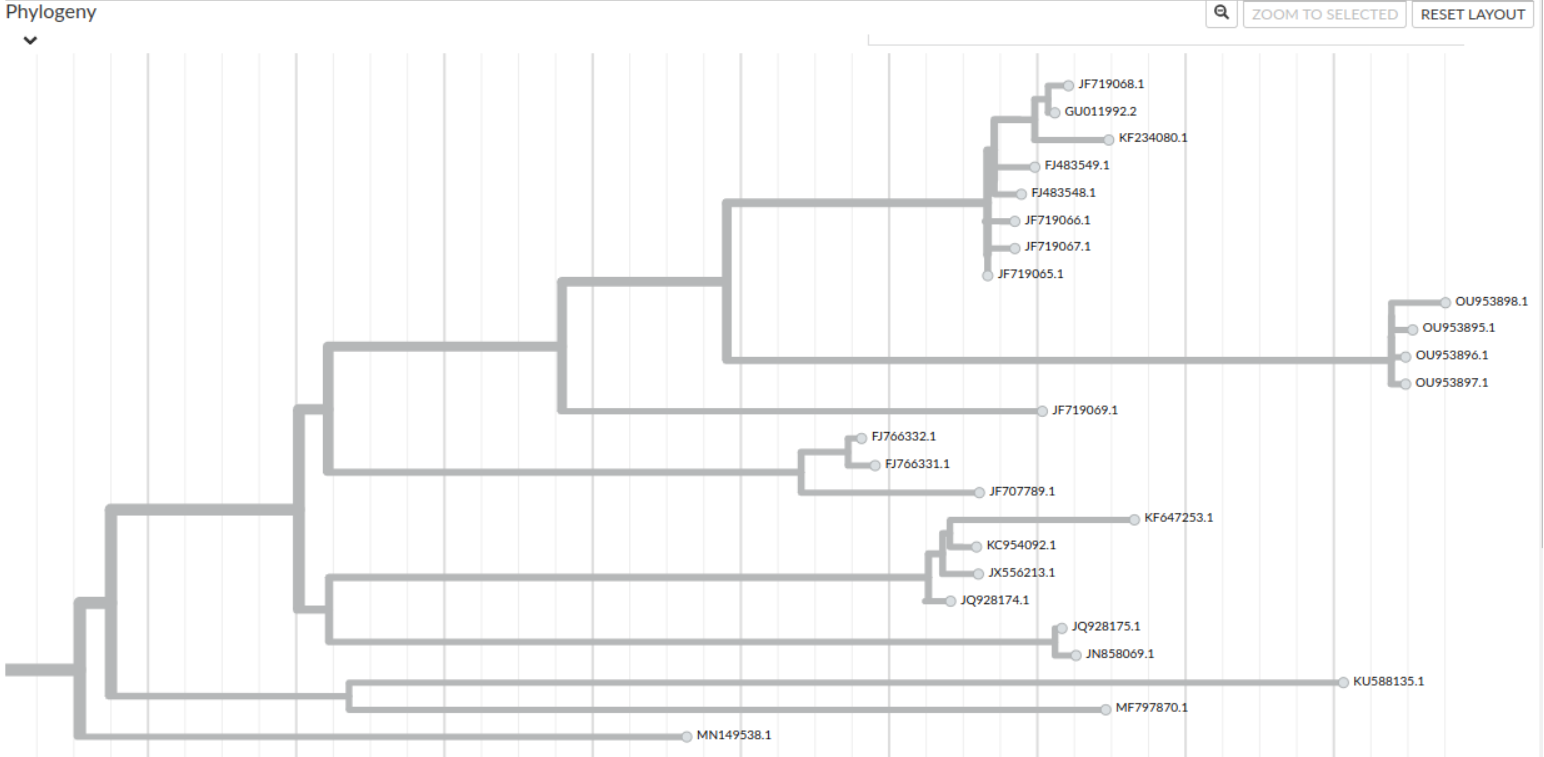 Phylogeny
ZOOM TO SELECTED
RESET LAYOUT
JF719068.1
GU011992.2
KF234080.1
FJ483549.1
FJ483548.1
JF719066.1
JF719067.1
JF719065.1
OU953898.1
OU953895.1
OU953896.1
OU953897.1
JF719069.1
FJ766332.1
FJ766331.1
JF707789.1
KF647253.1
KC954092.1
JX556213.1
JQ928174.1
JQ928175.1
JN858069.1
KU588135.1
MF797870.1
MN149538.1